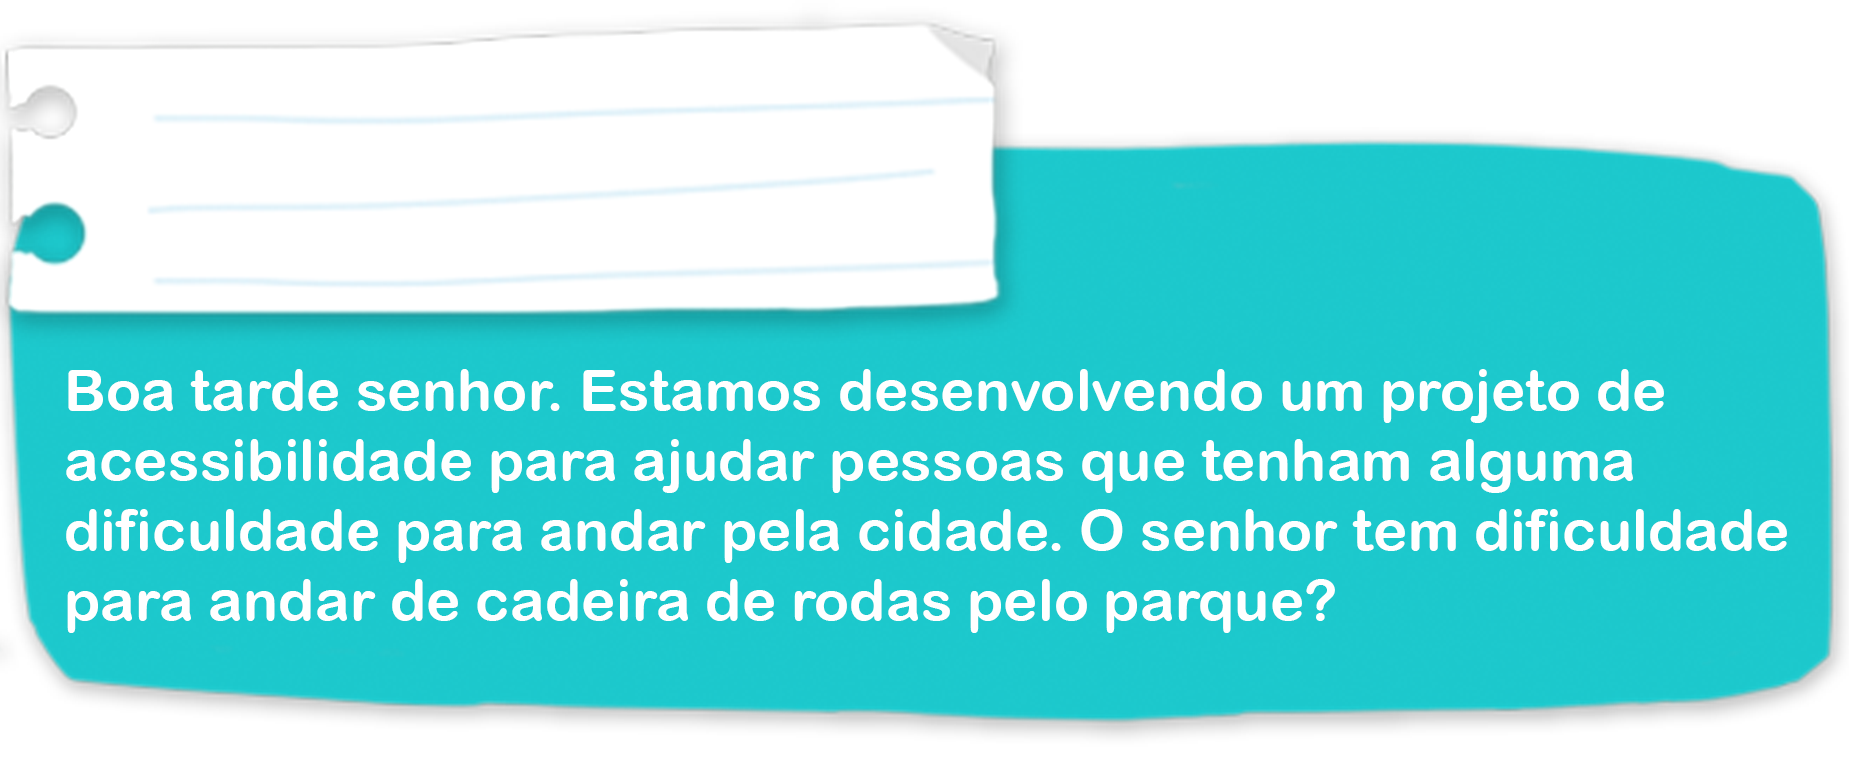 Boa tarde senhor. Estamos desenvolvendo um projeto de
acessibilidade para ajudar pessoas que tenham alguma
dificuldade para andar pela cidade. O senhor tem dificuldade
para andar de cadeira de rodas pelo parque?